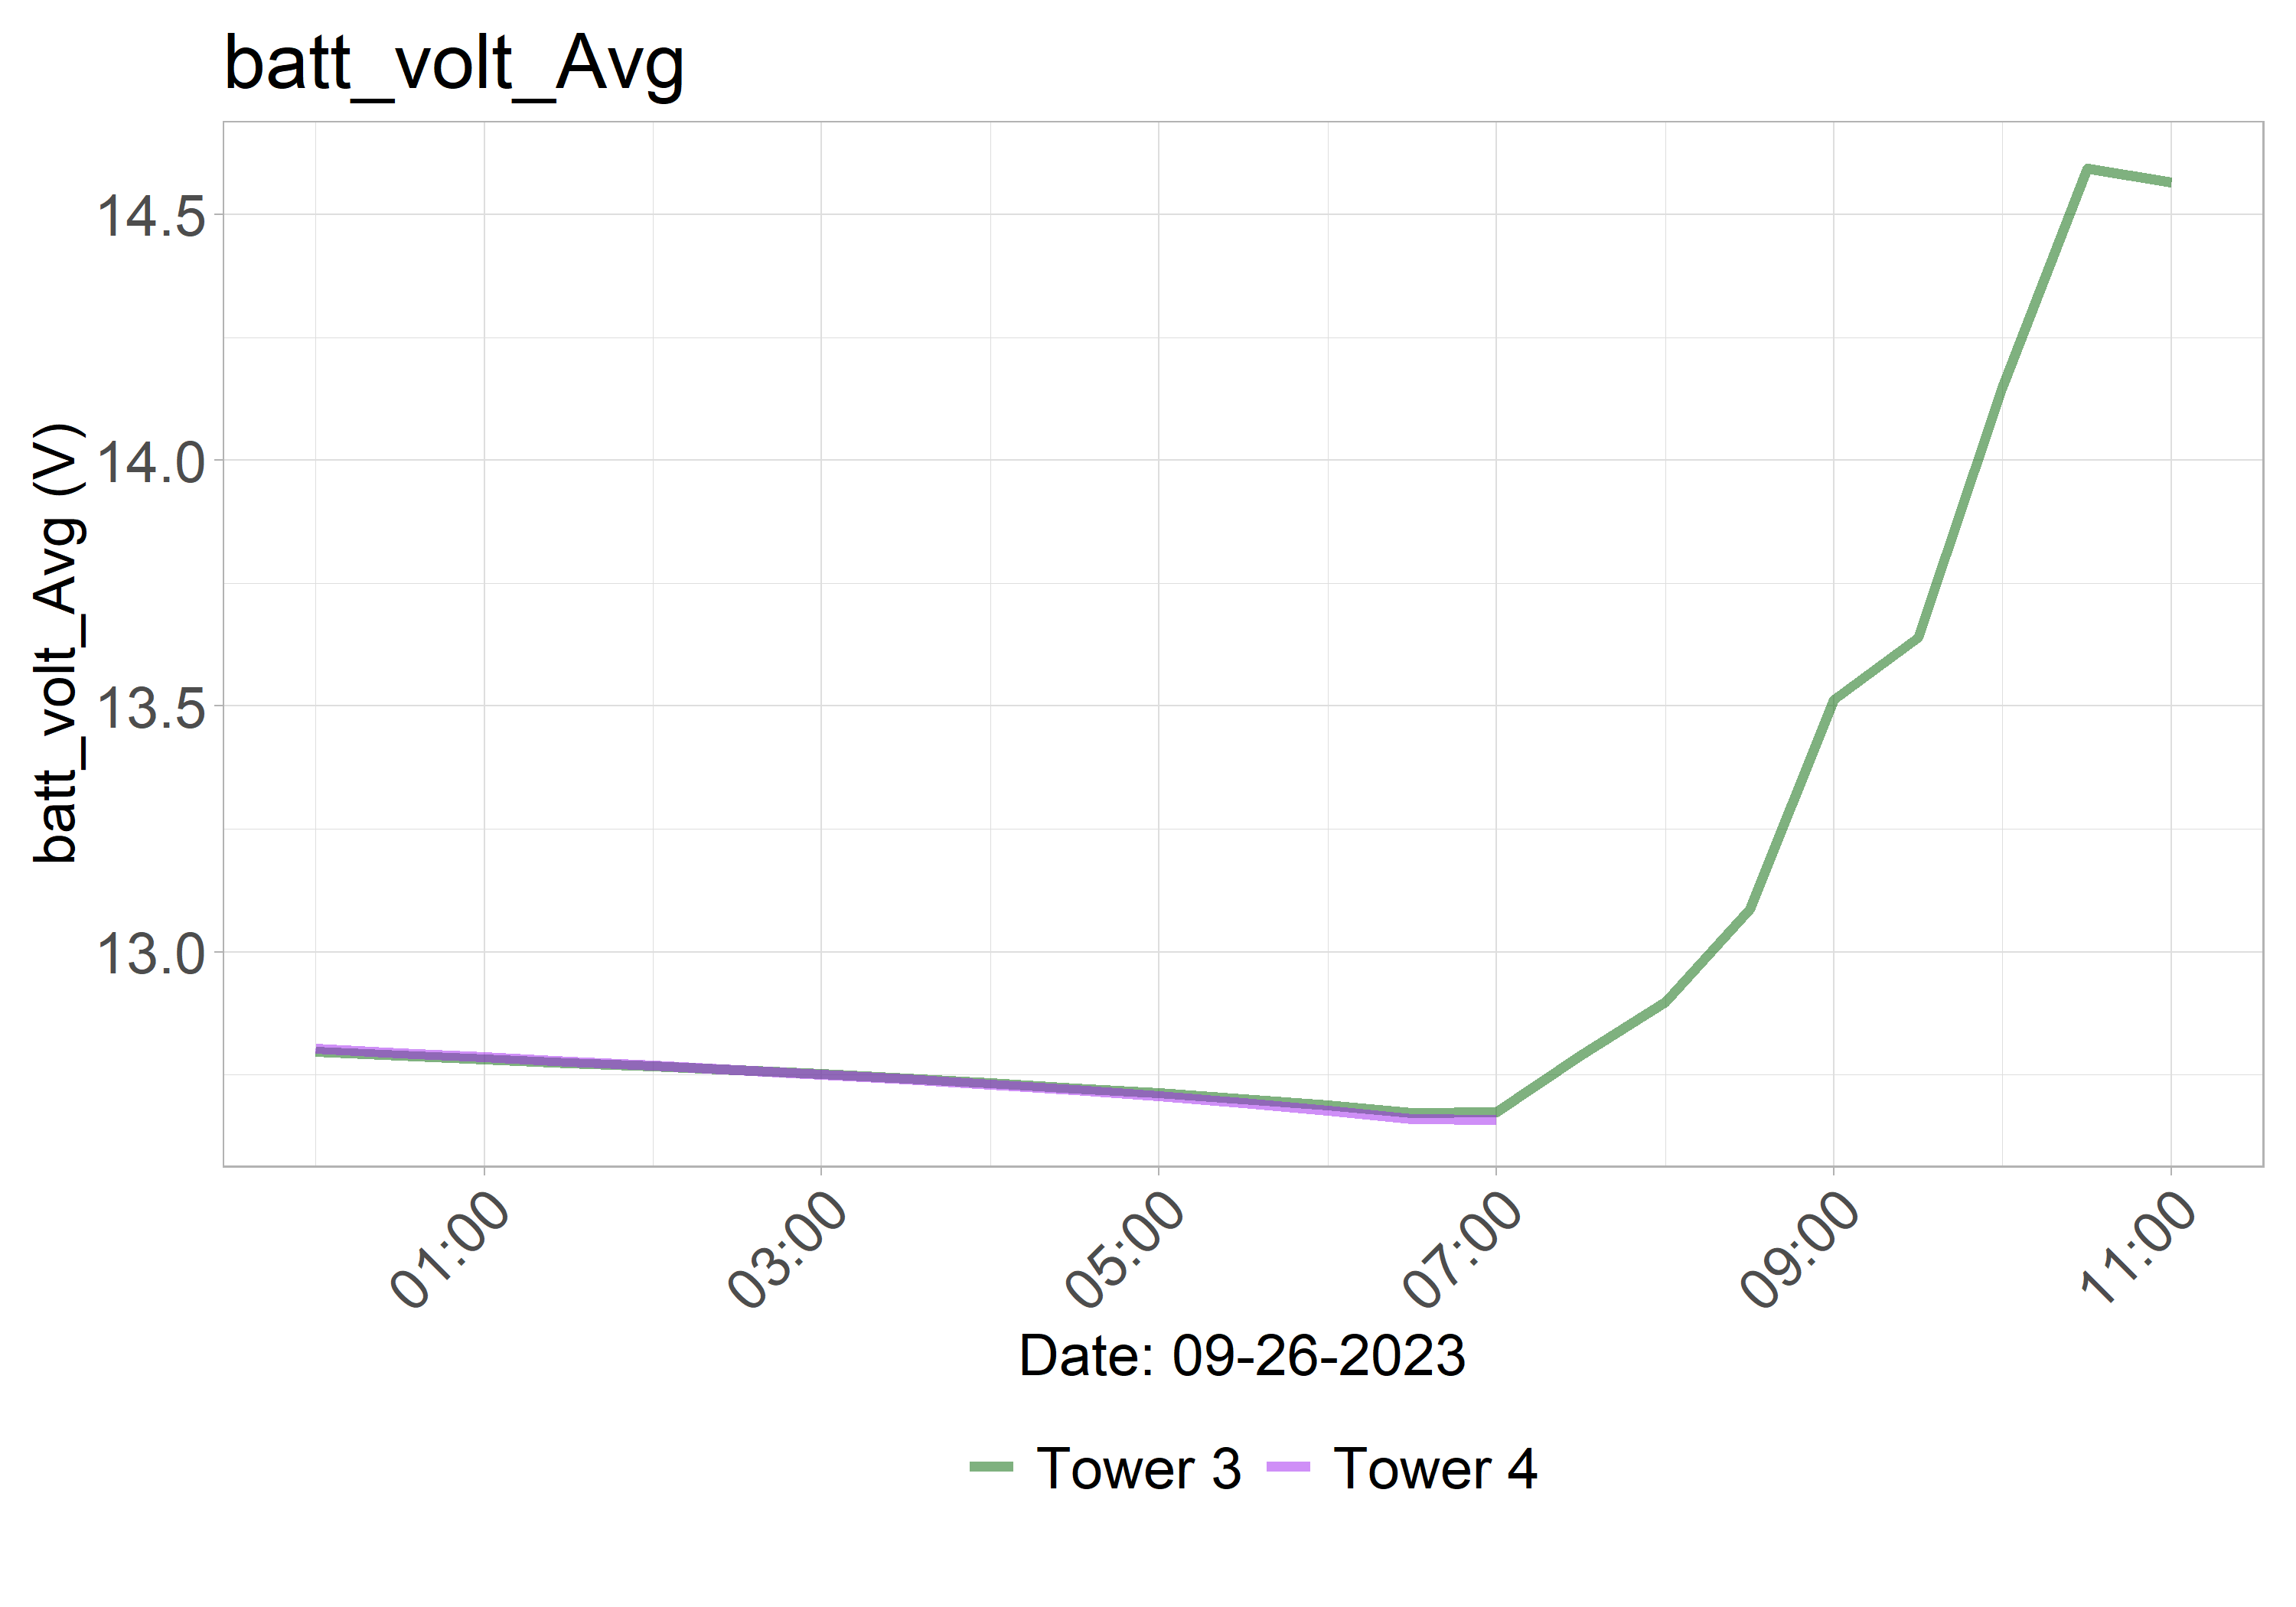 batt_volt_Avg
batt_volt_Avg (V)
14.5
14.0
13.5
13.0
01:00
03:00
05:00
07:00
09:00
11:00
Date: 09-26-2023
Tower 3
Tower 4